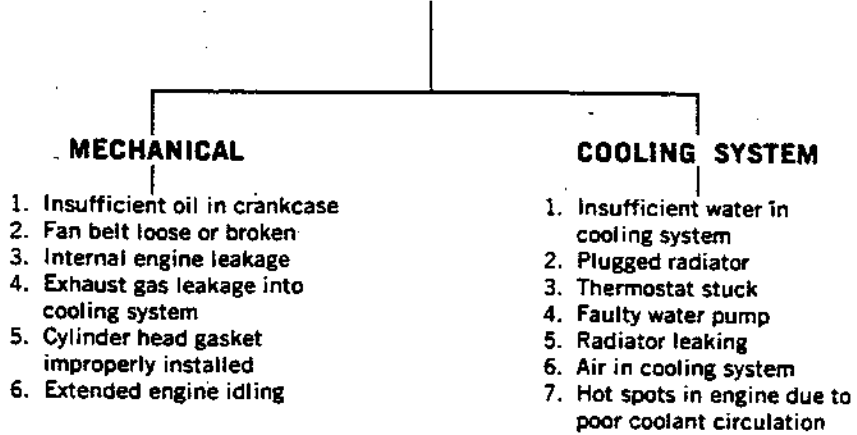 MECHANICAL
1. Insufficient oil in crankcase
2. Fan belt loose or broken
3. Internal engine leakage
4. Exhaust gas leakage into
cooling system
5. Cylinder head gasket
improperly installed
6. Extended engine idling
COOLING SYSTEM
1. Insufficient water in
cooling system
2. Plugged radiator
3. Thermostat stuck
4. Faulty water pump
5. Radiator leaking
6. Air in cooling system
7. Hot spots in engine due to
poor coolant circulation